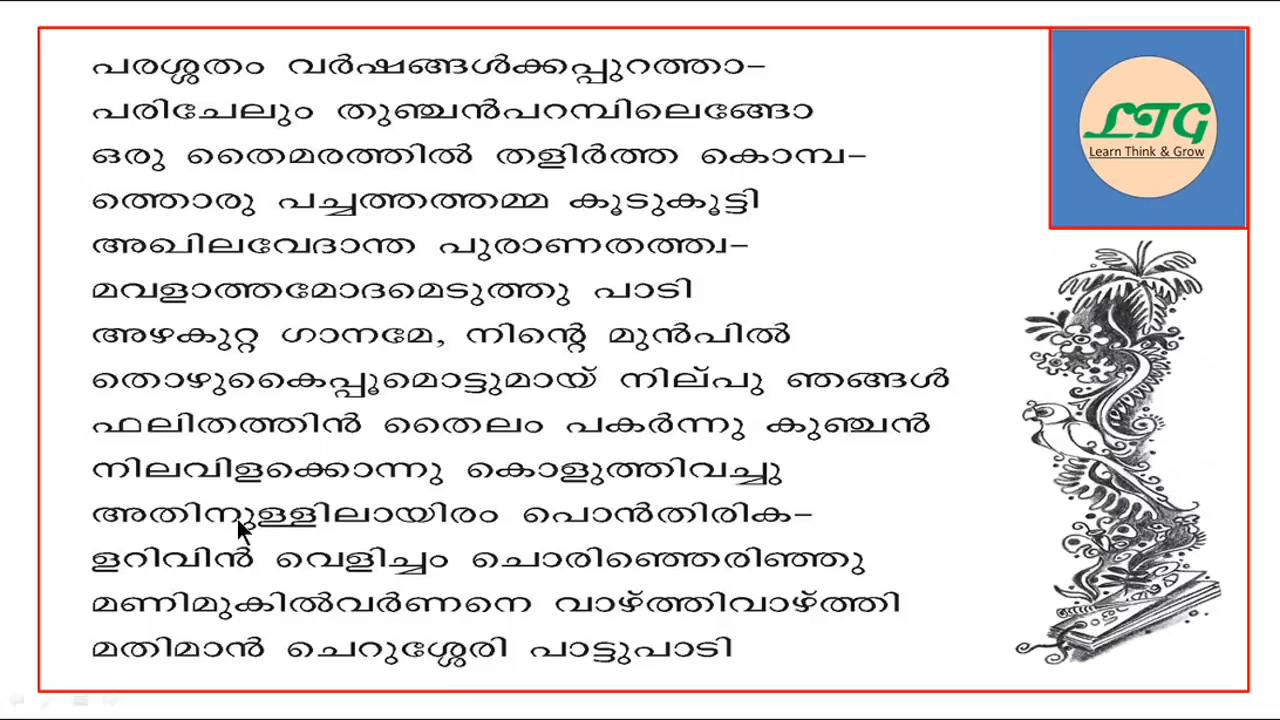 പരശ്ശതം വർഷങ്ങൾക്കപ്പുറത്താ-
പരിചേലും തുഞ്ചൻപറമ്പിലെങ്ങോ
ഒരു തൈമരത്തിൽ തളിർത്ത കൊമ്പ-
ത്തൊരു പച്ചത്തത്തമ്മ കൂടുകൂട്ടി
അഖിലവേദാന്ത പുരാണതത്ത്വ-
മവളാത്തമോദമെടുത്തു പാടി
അഴകുറ്റ ഗാനമേ, നിന്റെ മുൻപിൽ
തൊഴുകൈപ്പൂമൊട്ടുമായ് നില്പു ഞങ്ങൾ
ഫലിതത്തിൻ തൈലം പകർന്നു കുഞ്ചൻ
നിലവിളക്കൊന്നു കൊളുത്തിവച്ചു
അതിനുള്ളിലായിരം പൊൻതിരിക-
ളറിവിൻ വെളിച്ചം ചൊരിഞ്ഞെരിഞ്ഞു
മണിമുകിൽവർണനെ വാഴ്ത്തിവാഴ്ത്തി
മതിമാൻ ചെറുശ്ശേരി പാട്ടുപാടി
LTG
Learn Think & Grow